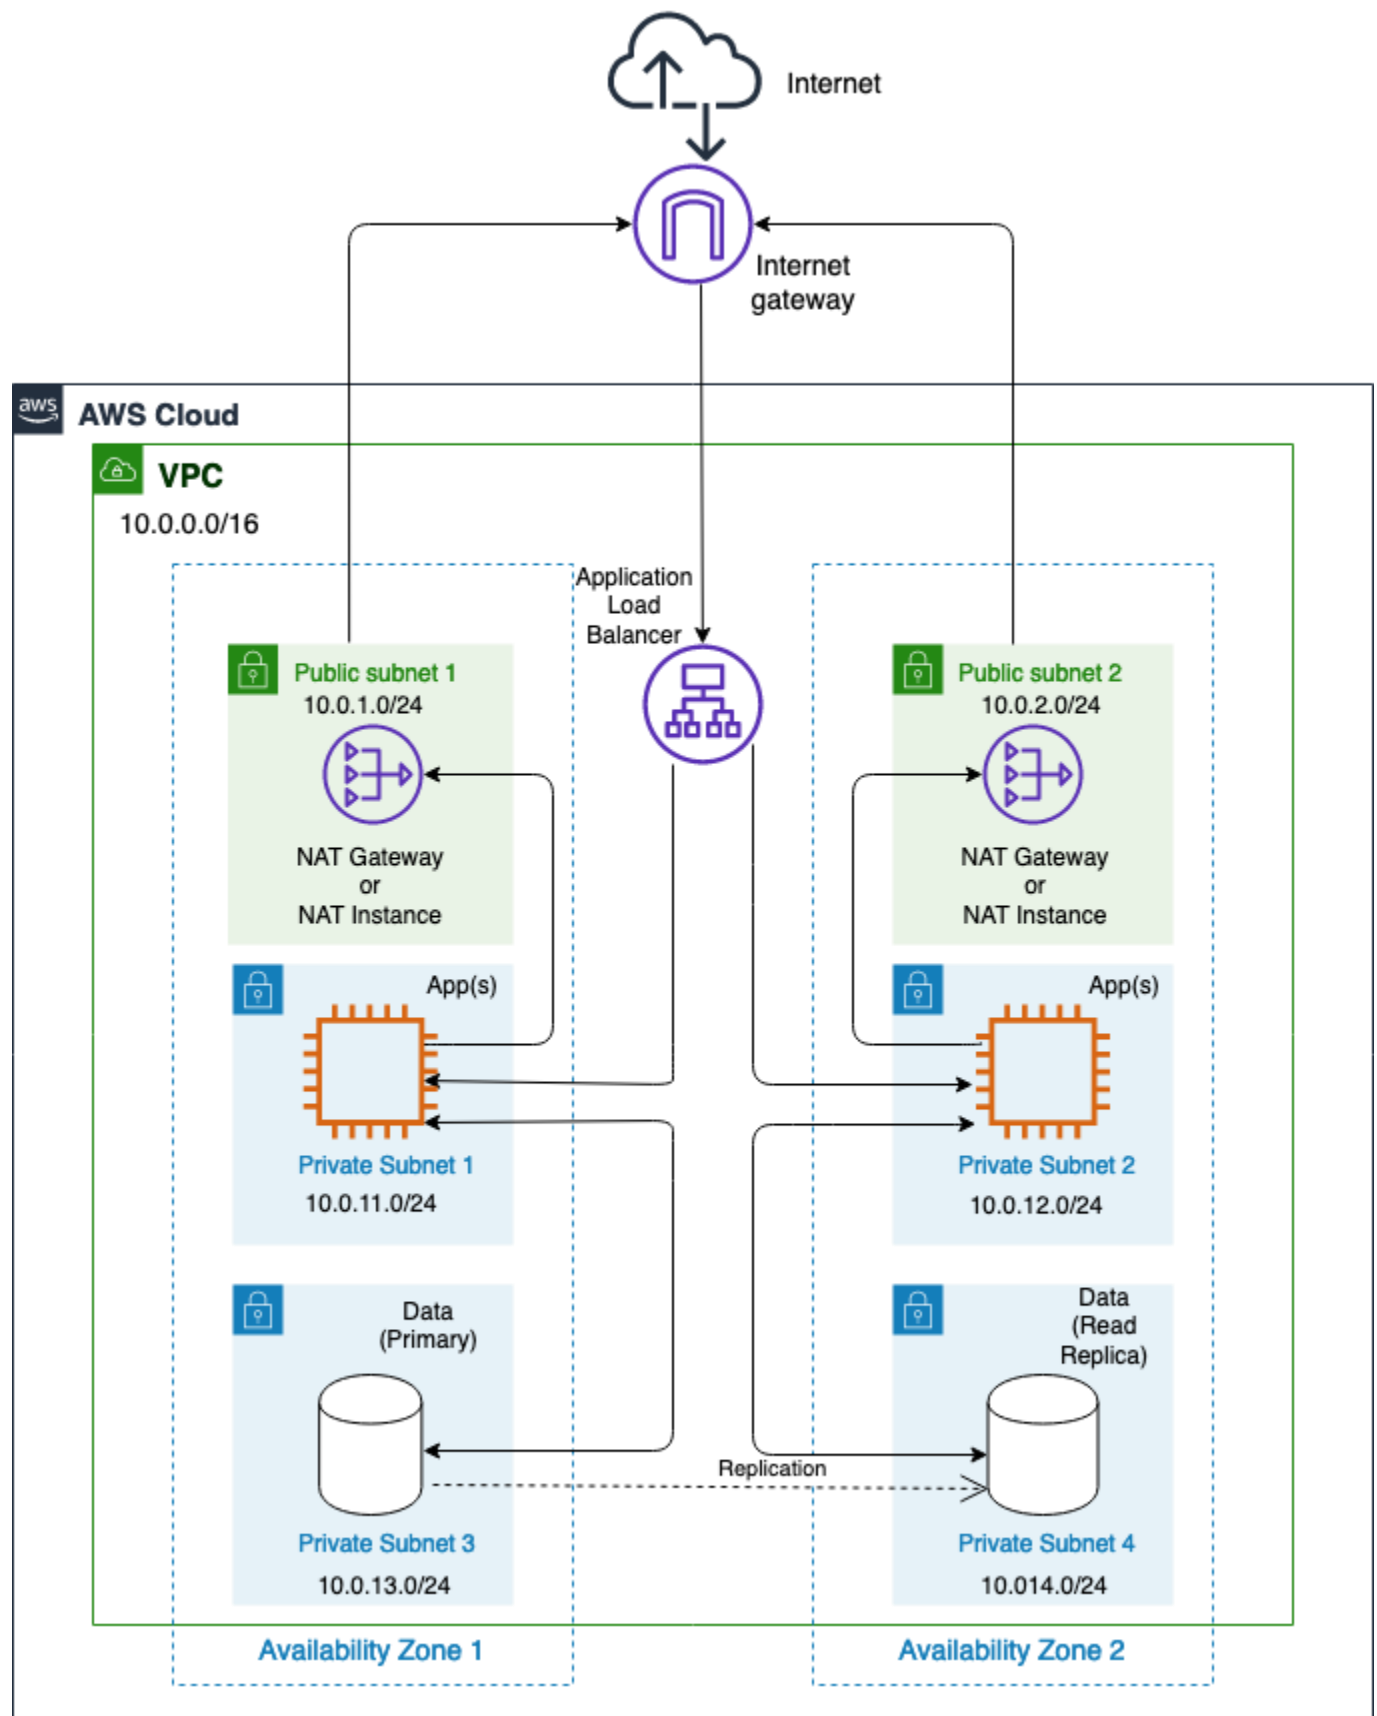 Internet
Internet
gateway
aws
AWS Cloud
VPC
10.0.0.0/16
Application
Load
Balancer
Public subnet 1
10.0.1.0/24
NAT Gateway
or
NAT Instance
Public subnet 2
10.0.2.0/24
NAT Gateway
or
NAT Instance
App(s)
Private Subnet 1
10.0.11.0/24
App(s)
Private Subnet 2
10.0.12.0/24
Data
(Primary)
Private Subnet 3
10.0.13.0/24
Replication
Data
(Read
Replica)
Private Subnet 4
10.014.0/24
Availability Zone 1
Availability Zone 2